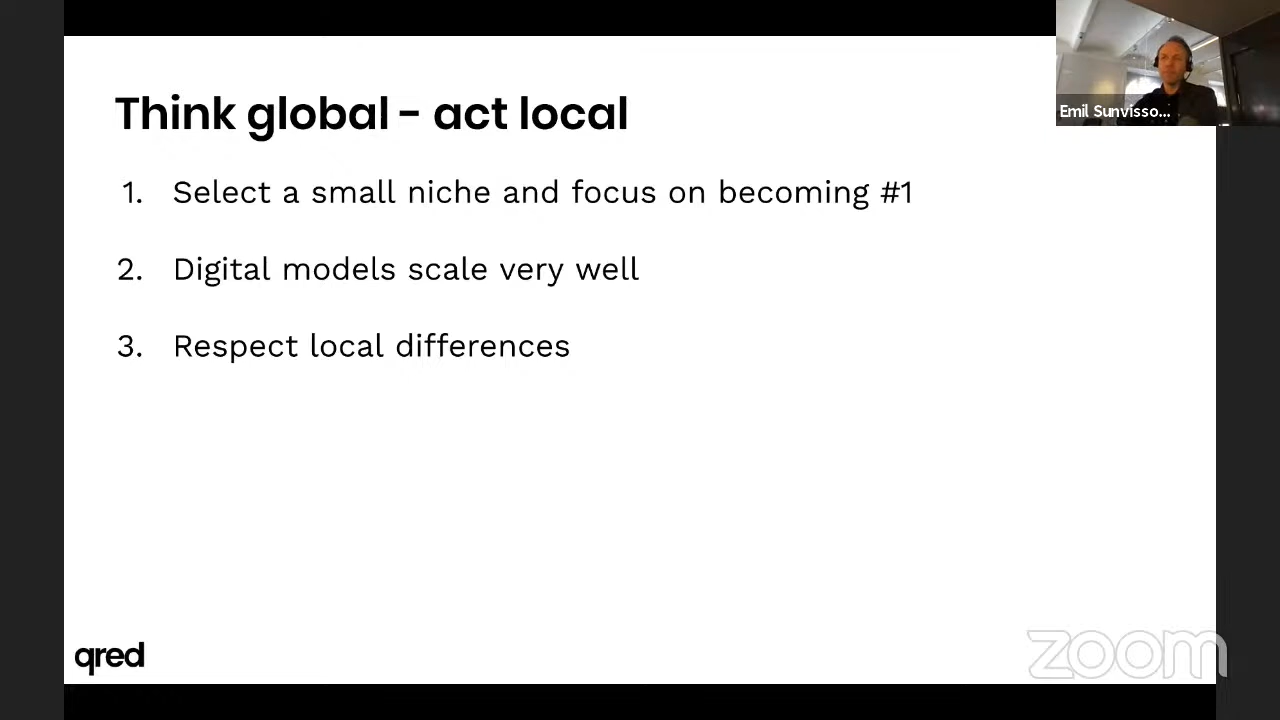 Think global - act local
Emil Sunvisso...
1. Select a small niche and focus on becoming #1
2. Digital models scale very well
3. Respect local differences
qred
zoom